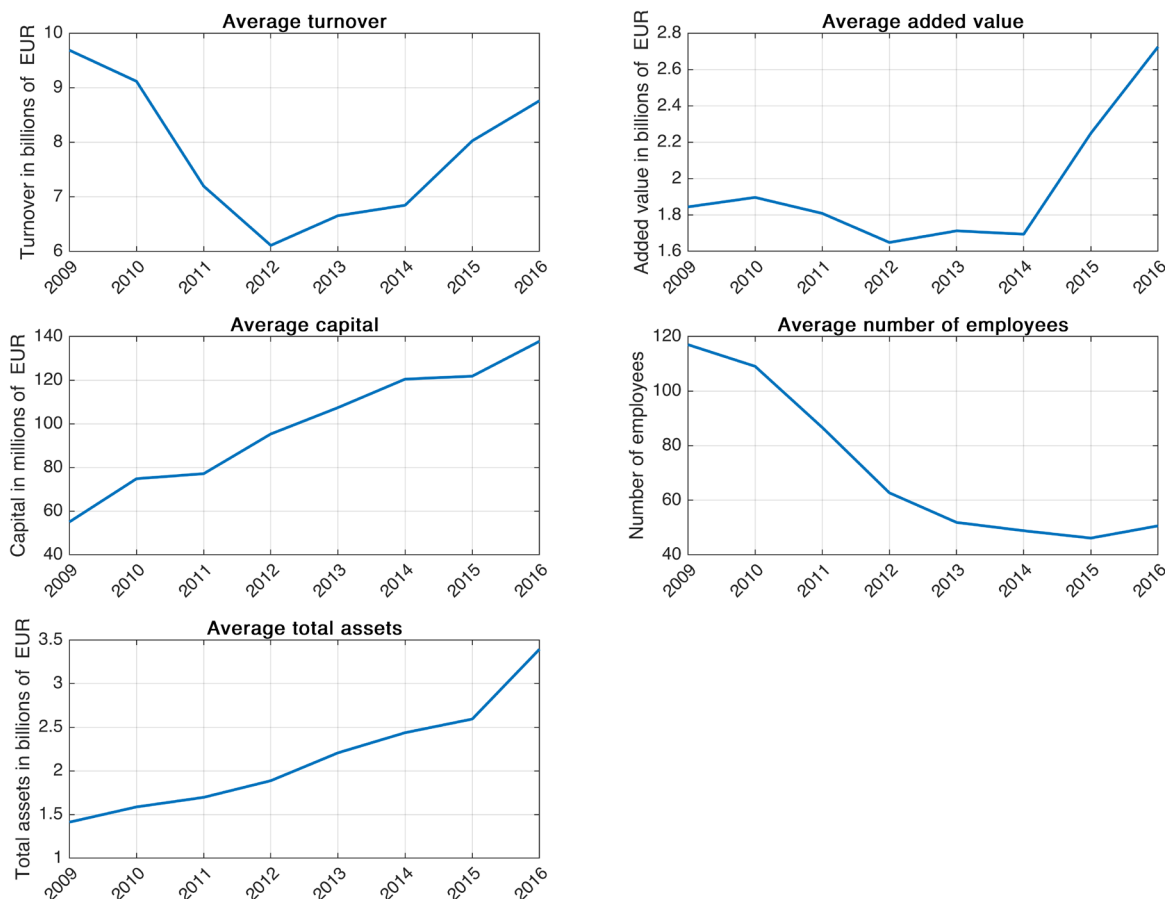 Average turnover
Turnover in billions of EUR
10
9
8
7
6
2009 2010 2011 2012 2013 2014 2015 2016
Average added value
Added value in billions of EUR
2.8
2.6
2.4
2.2
2
1.8
1.6
2009 2010 2011 2012 2013 2014 2015 2016
Average capital
Capital in millions of EUR
140
120
100
80
60
40
2009 2010 2011 2012 2013 2014 2015 2016
Average number of employees
Number of employees
120
100
80
60
40
2009 2010 2011 2012 2013 2014 2015 2016
Average total assets
Total assets in billions of EUR
3.5
3
2.5
2
1.5
1
2009 2010 2011 2012 2013 2014 2015 2016